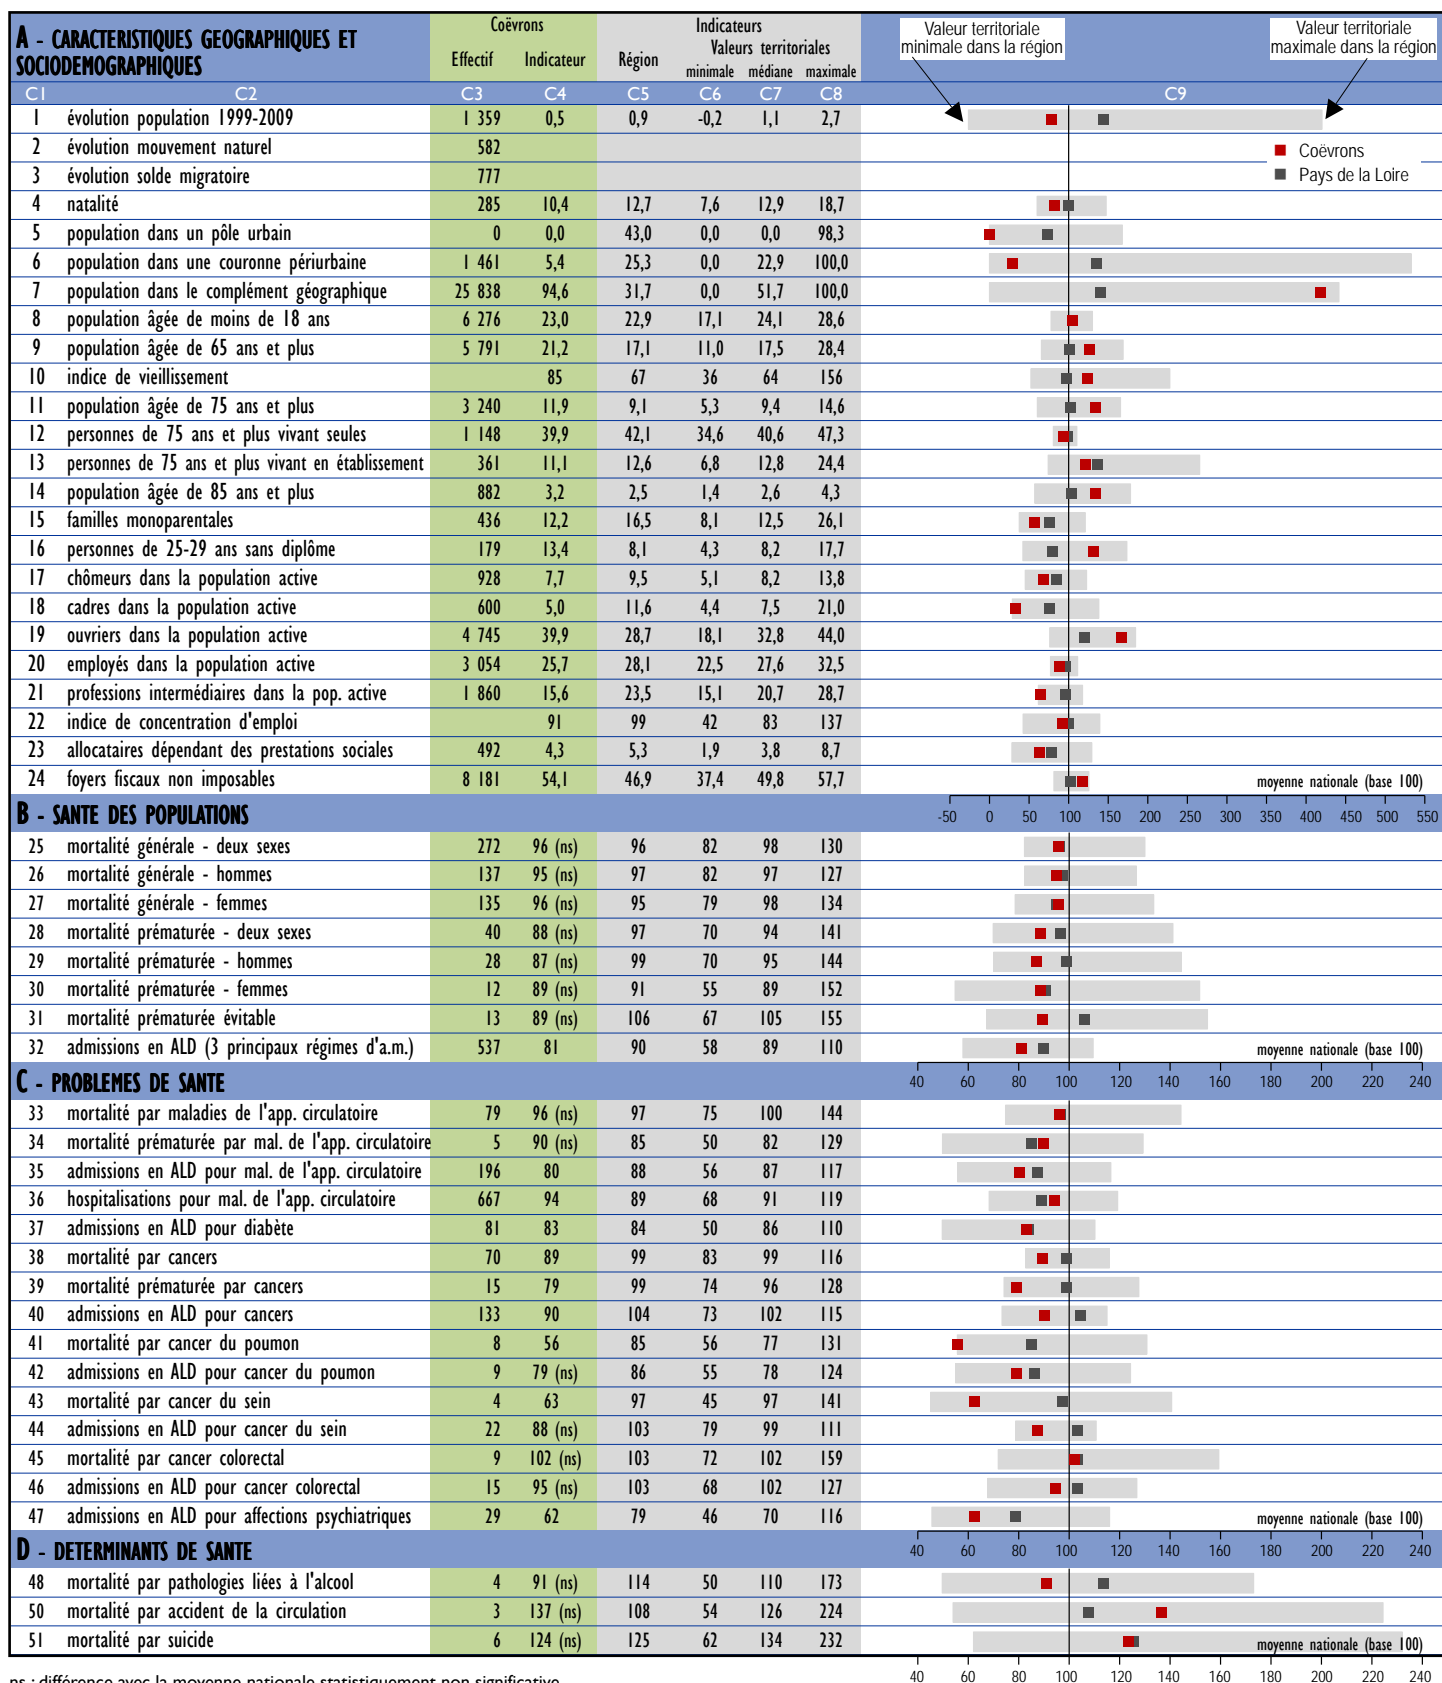 A - CARACTERISTIQUES GEOGRAPHIQUES ET SOCIODEMOGRAPHIQUES
Coëvrons
Effectif Indicateur
Indicateurs
Région Valeurs territoriales
minimale médiane maximale
Valeur territoriale minimale dans la région
Valeur territoriale maximale dans la région
C1 C2 C3 C4 C5 C6 C7 C8 C9
1 évolution population 1999-2009 1 359 0,5 0,9 -0,2 1,1 2,7
2 évolution mouvement naturel 582
Coëvrons
3 évolution solde migratoire 777
Pays de la Loire
4 natalité 285 10,4 12,7 7,6 12,9 18,7
5 population dans un pôle urbain 0 0,0 43,0 0,0 0,0 98,3
6 population dans une couronne périurbaine 1 461 5,4 25,3 0,0 22,9 100,0
7 population dans le complément géographique 25 838 94,6 31,7 0,0 51,7 100,0
8 population âgée de moins de 18 ans 6 276 23,0 22,9 17,1 24,1 28,6
9 population âgée de 65 ans et plus 5 791 21,2 17,1 11,0 17,5 28,4
10 indice de vieillissement 85 67 36 64 156
11 population âgée de 75 ans et plus 3 240 11,9 9,1 5,3 9,4 14,6
12 personnes de 75 ans et plus vivant seules 1 148 39,9 42,1 34,6 40,6 47,3
13 personnes de 75 ans et plus vivant en établissement 361 11,1 12,6 6,8 12,8 24,4
14 population âgée de 85 ans et plus 882 3,2 2,5 1,4 2,6 4,3
15 familles monoparentales 436 12,2 16,5 8,1 12,5 26,1
16 personnes de 25-29 ans sans diplôme 179 13,4 8,1 4,3 8,2 17,7
17 chômeurs dans la population active 928 7,7 9,5 5,1 8,2 13,8
18 cadres dans la population active 600 5,0 11,6 4,4 7,5 21,0
19 ouvriers dans la population active 4 745 39,9 28,7 18,1 32,8 44,0
20 employés dans la population active 3 054 25,7 28,1 22,5 27,6 32,5
21 professions intermédiaires dans la pop. active 1 860 15,6 23,5 15,1 20,7 28,7
22 indice de concentration d'emploi 91 99 42 83 137
23 allocataires dépendant des prestations sociales 492 4,3 5,3 1,9 3,8 8,7
24 foyers fiscaux non imposables 8 181 54,1 46,9 37,4 49,8 57,7 moyenne nationale (base 100)
B - SANTE DES POPULATIONS -50 0 50 100 150 200 250 300 350 400 450 500 550
25 mortalité générale - deux sexes 272 96 (ns) 96 82 98 130
26 mortalité générale - hommes 137 95 (ns) 97 82 97 127
27 mortalité générale - femmes 135 96 (ns) 95 79 98 134
28 mortalité prématurée - deux sexes 40 88 (ns) 97 70 94 141
29 mortalité prématurée - hommes 28 87 (ns) 99 70 95 144
30 mortalité prématurée - femmes 12 89 (ns) 91 55 89 152
31 mortalité prématurée évitable 13 89 (ns) 106 67 105 155
32 admissions en ALD (3 principaux régimes d'a.m.) 537 81 90 58 89 110 moyenne nationale (base 100)
C - PROBLEMES DE SANTE 40 60 80 100 120 140 160 180 200 220 240
33 mortalité par maladies de l'app. circulatoire 79 96 (ns) 97 75 100 144
34 mortalité prématurée par mal. de l'app. circulatoire 5 90 (ns) 85 50 82 129
35 admissions en ALD pour mal. de l'app. circulatoire 196 80 88 56 87 117
36 hospitalisations pour mal. de l'app. circulatoire 667 94 89 68 91 119
37 admissions en ALD pour diabète 81 83 84 50 86 110
38 mortalité par cancers 70 89 99 83 99 116
39 mortalité prématurée par cancers 15 79 99 74 96 128
40 admissions en ALD pour cancers 133 90 104 73 102 115
41 mortalité par cancer du poumon 8 56 85 56 77 131
42 admissions en ALD pour cancer du poumon 9 79 (ns) 86 55 78 124
43 mortalité par cancer du sein 4 63 97 45 97 141
44 admissions en ALD pour cancer du sein 22 88 (ns) 103 79 99 111
45 mortalité par cancer colorectal 9 102 (ns) 103 72 102 159
46 admissions en ALD pour cancer colorectal 15 95 (ns) 103 68 102 127
47 admissions en ALD pour affections psychiatriques 29 62 79 46 70 116 moyenne nationale (base 100)
D - DETERMINANTS DE SANTE 40 60 80 100 120 140 160 180 200 220 240
48 mortalité par pathologies liées à l'alcool 4 91 (ns) 114 50 110 173
50 mortalité par accident de la circulation 3 137 (ns) 108 54 126 224
51 mortalité par suicide 6 124 (ns) 125 62 134 232 moyenne nationale (base 100)
40 60 80 100 120 140 160 180 200 220 240
ns : différence avec la moyenne nationale statistiquement non significative